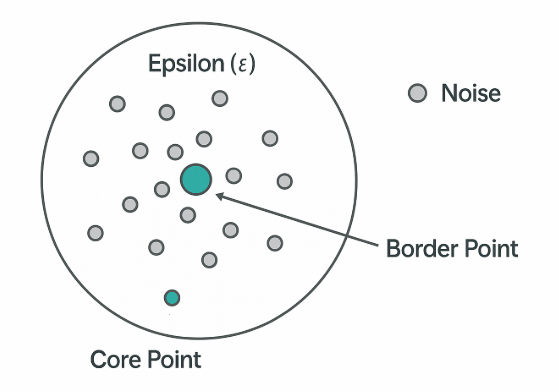 Epsilon (ε)
Noise
Border Point
Core Point